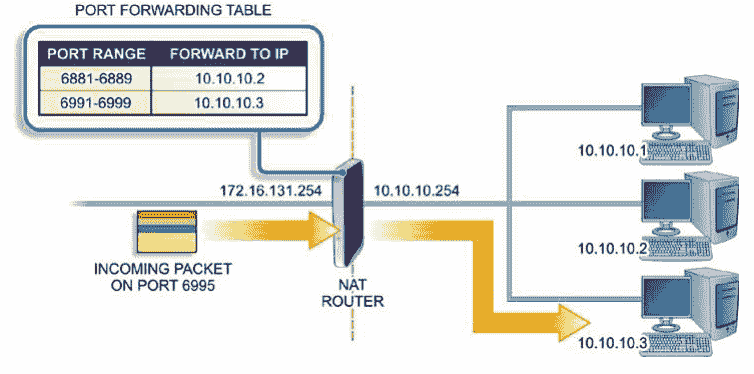 PORT FORWARDING TABLE
PORT RANGE FORWARD TO IP
6881-6889 10.10.10.2
6991-6999 10.10.10.3
172.16.131.254 10.10.10.254
10.10.10.1
10.10.10.2
10.10.10.3
INCOMING PACKET
ON PORT 6995
NAT
ROUTER